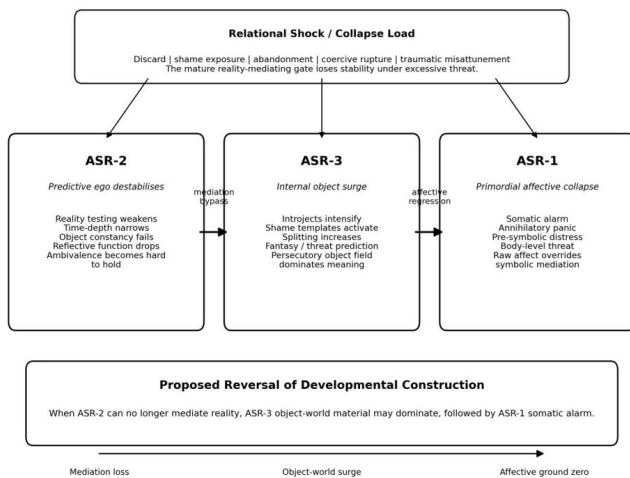 Relational Shock / Collapse Load
Discard | shame exposure | abandonment | coercive rupture | traumatic misattunement
The mature reality-mediating gate loses stability under excessive threat.
ASR-2
Predictive ego destabilises
Reality testing weakens
Time-depth narrows
Object constancy fails
Reflective function drops
Ambivalence becomes hard
to hold
mediation
bypass
ASR-3
Internal object surge
Introjects intensify
Shame templates activate
Splitting increases
Fantasy / threat prediction
Persecutory object field
dominates meaning
affective
regression
ASR-1
Primordial affective collapse
Somatic alarm
Annihilatory panic
Pre-symbolic distress
Body-level threat
Raw affect overrides
symbolic mediation
Proposed Reversal of Developmental Construction
When ASR-2 can no longer mediate reality, ASR-3 object-world material may dominate, followed by ASR-1 somatic alarm.
Mediation loss
Object-world surge
Affective ground zero